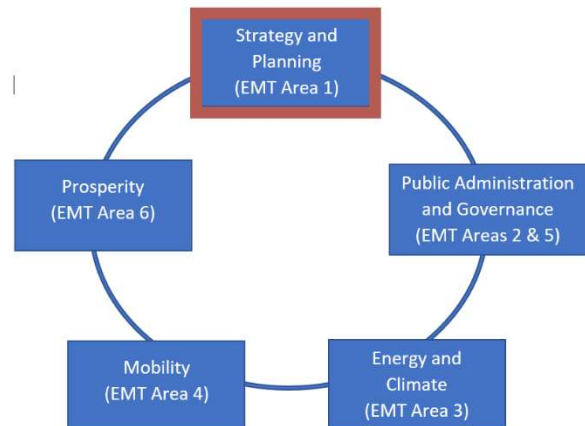 Strategy and
Planning
(EMT Area 1)
Prosperity
(EMT Area 6)
Public Administration
and Governance
(EMT Areas 2 & 5)
Mobility
(EMT Area 4)
Energy and
Climate
(EMT Area 3)